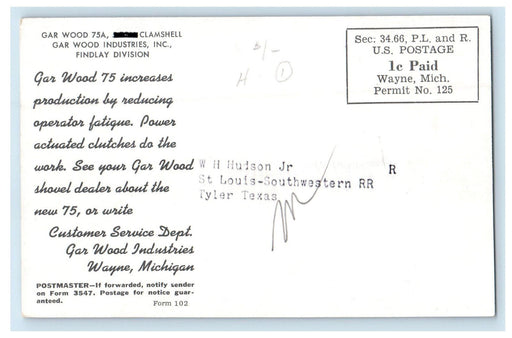 GAR WOOD 75A, CLAMSHELL
GAR WOOD INDUSTRIES, INC.,
FINDLAY DIVISION
Gar Wood 75 increases
production by reducing
operator fatigue. Power
actuated clutches do the
work. See your Gar Wood
shovel dealer about the
new 75, or write
Customer Service Dept.
Gar Wood Industries
Wayne, Michigan
POSTMASTER—If forwarded, notify sender
on Form 3547. Postage for notice guar-
anteed.
Form 102
3/-
H 1
Sec. 34.66, P.L. and R.
U.S. POSTAGE
1c Paid
Wayne, Mich.
Permit No. 125
W H Hudson Jr R
St Louis-Southwestern RR
Tyler Texas